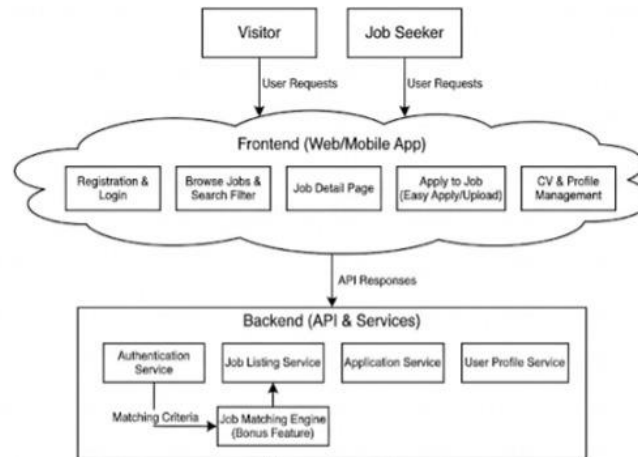 Visitor
Job Seeker
User Requests
User Requests
Frontend (Web/Mobile App)
Registration &
Login
Browse Jobs &
Search Filter
Job Detail Page
Apply to Job
(Easy Apply/Upload)
CV & Profile
Management
API Responses
Backend (API & Services)
Authentication
Service
Job Listing Service
Application Service
User Profile Service
Matching Criteria
Job Matching Engine
(Bonus Feature)